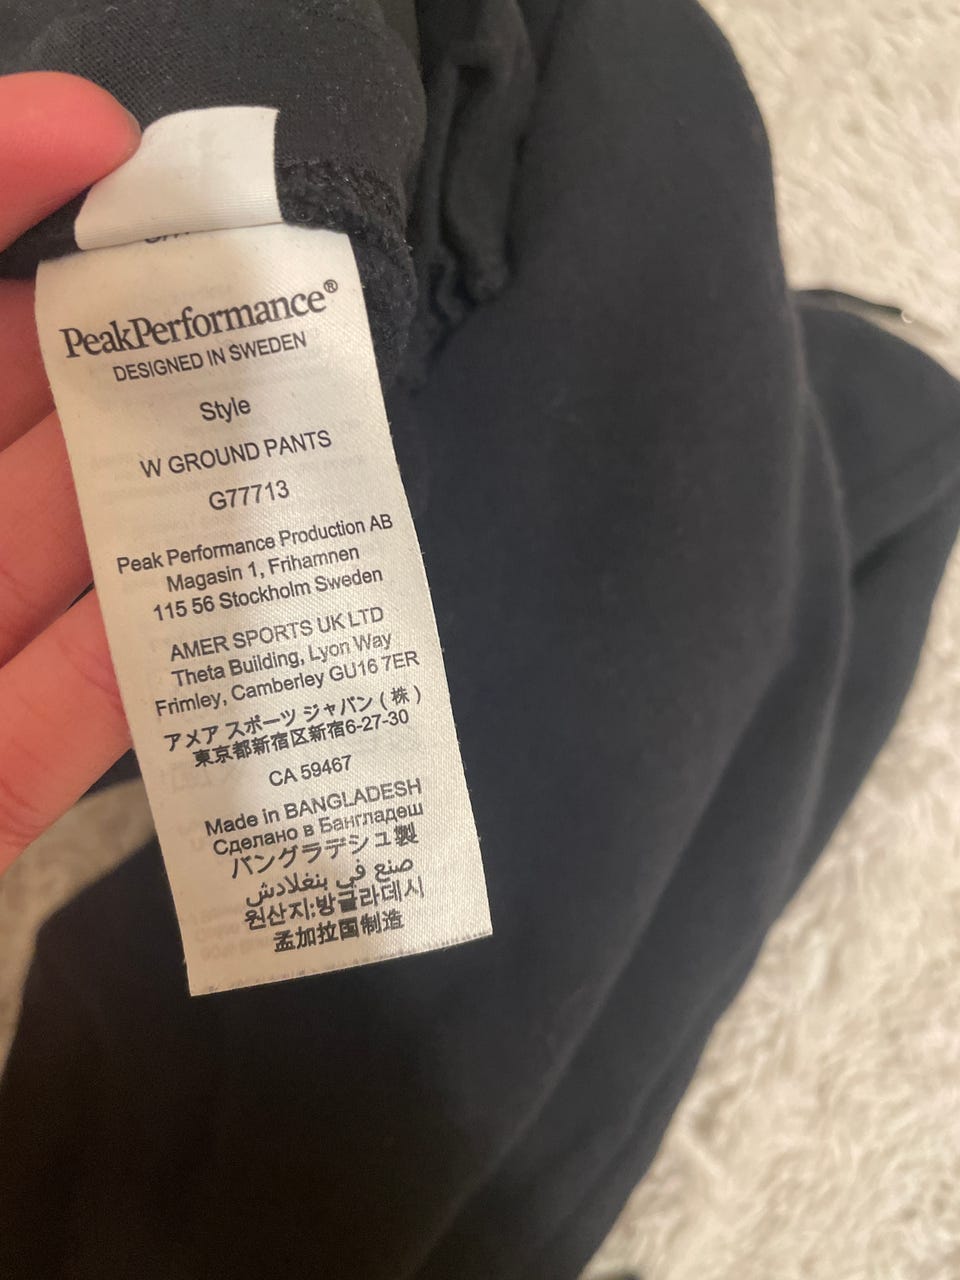 PeakPerformance®
DESIGNED IN SWEDEN
Style
W GROUND PANTS
G77713
Peak Performance Production AB
Magasin 1, Frihamnen
115 56 Stockholm Sweden
AMER SPORTS UK LTD
Theta Building, Lyon Way
Frimley, Camberley GU16 7ER
アメア スポーツ ジャパン ( 株 )
東京都新宿区新宿6-27-30
CA 59467
Made in BANGLADESH
Сделано в Бангладеш
バングラデシュ製
صنع في بنغلادش
원산지:방글라데시
孟加拉国制造